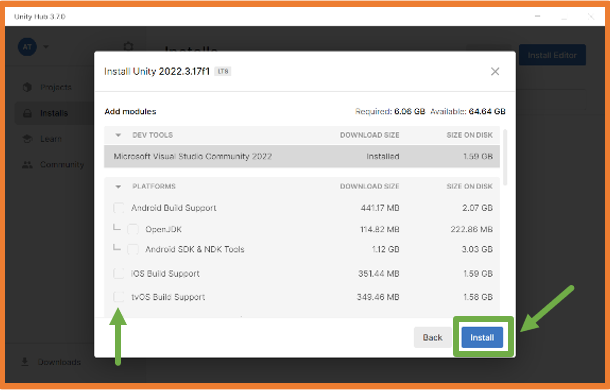 Unity Hub 3.7.0
AT
Installs
Install Editor
Projects
Installs
Learn
Community
Install Unity 2022.3.17f1 LTS
Add modules Required: 6.06 GB Available: 64.64 GB
DEV TOOLS DOWNLOAD SIZE SIZE ON DISK
Microsoft Visual Studio Community 2022 Installed 1.59 GB
PLATFORMS DOWNLOAD SIZE SIZE ON DISK
Android Build Support 441.17 MB 2.07 GB
OpenJDK 114.82 MB 222.86 MB
Android SDK & NDK Tools 1.12 GB 3.03 GB
iOS Build Support 351.44 MB 1.59 GB
tvOS Build Support 349.46 MB 1.58 GB
Back Install
Downloads